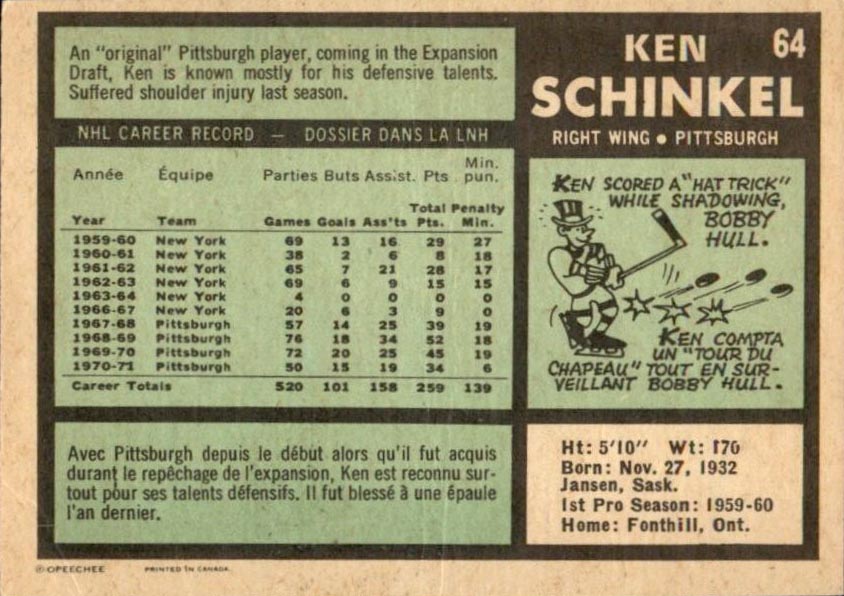 An "original" Pittsburgh player, coming in the Expansion
Draft, Ken is known mostly for his defensive talents.
Suffered shoulder injury last season.
KEN 64
SCHINKEL
RIGHT WING • PITTSBURGH
NHL CAREER RECORD — DOSSIER DANS LA LNH
Année Équipe Parties Buts Assist. Pts Min. pun.
Year Team Games Goals Ass'ts Total Pts. Penalty Min.
1959-60 New York 69 13 16 29 27
1960-61 New York 38 2 6 8 18
1961-62 New York 65 7 21 28 17
1962-63 New York 69 6 9 15 15
1963-64 New York 4 0 0 0 0
1966-67 New York 20 6 3 9 0
1967-68 Pittsburgh 57 14 25 39 19
1968-69 Pittsburgh 76 18 34 52 18
1969-70 Pittsburgh 72 20 25 45 19
1970-71 Pittsburgh 50 15 19 34 6
Career Totals 520 101 158 259 139
KEN SCORED A "HAT TRICK"
WHILE SHADOWING,
BOBBY
HULL.
KEN COMPTA
UN "TOUR DU
CHAPEAU" TOUT EN SUR-
VEILLANT BOBBY HULL.
Avec Pittsburgh depuis le début alors qu'il fut acquis
durant le repêchage de l'expansion, Ken est reconnu sur-
tout pour ses talents défensifs. Il fut blessé à une épaule
l'an dernier.
Ht: 5'10" Wt: 170
Born: Nov. 27, 1932
Jansen, Sask.
1st Pro Season: 1959-60
Home: Fonthill, Ont.
© OPEECHEE PRINTED IN CANADA